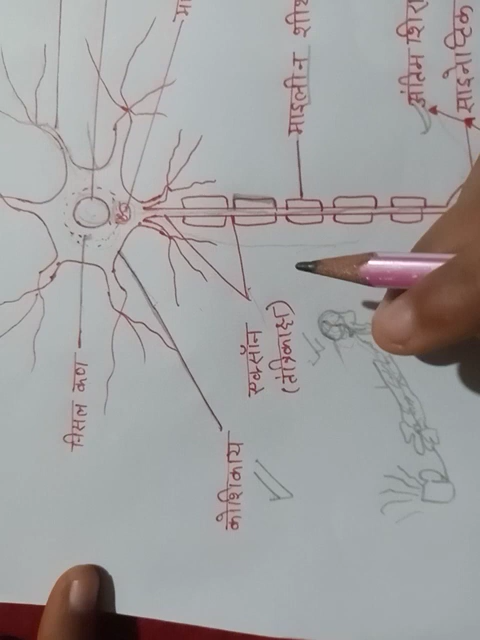 माइलीन शीथ
अंतिम शिरा
साइनेप्टिक
एक्सॉन
(तंत्रिकाक्ष)
निसल कण
कोशिकाय